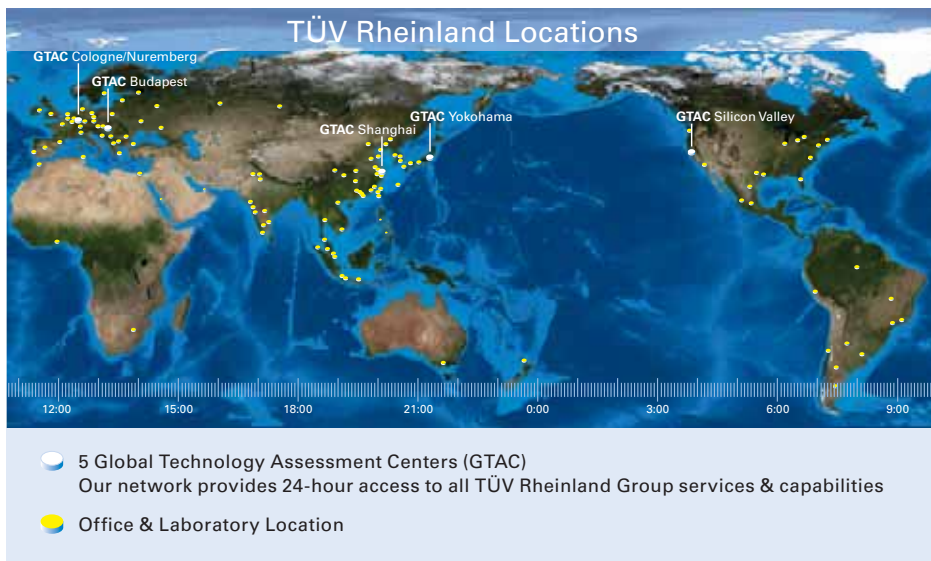 TÜV Rheinland Locations
GTAC Cologne/Nuremberg
GTAC Budapest
GTAC Shanghai
GTAC Yokohama
GTAC Silicon Valley
12:00 15:00 18:00 21:00 0:00 3:00 6:00 9:00
5 Global Technology Assessment Centers (GTAC)
Our network provides 24-hour access to all TÜV Rheinland Group services & capabilities
Office & Laboratory Location